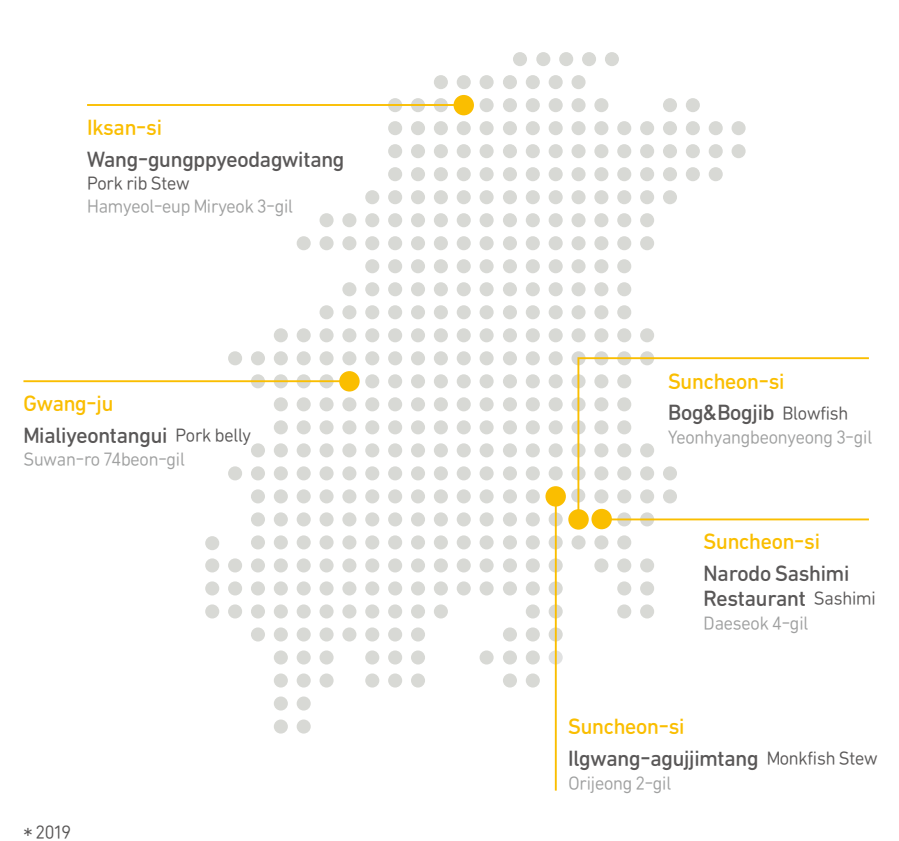 Iksan-si
Wang-gungppyeodagwitang
Pork rib Stew
Hamyeol-eup Miryeok 3-gil
Gwang-ju
Mialiyeontangui Pork belly
Suwan-ro 74beon-gil
Suncheon-si
Bog&Bogjib Blowfish
Yeonhyangbeonyeong 3-gil
Suncheon-si
Narodo Sashimi
Restaurant Sashimi
Daeseok 4-gil
Suncheon-si
Ilgwang-agujjimtang Monkfish Stew
Orijeong 2-gil
* 2019